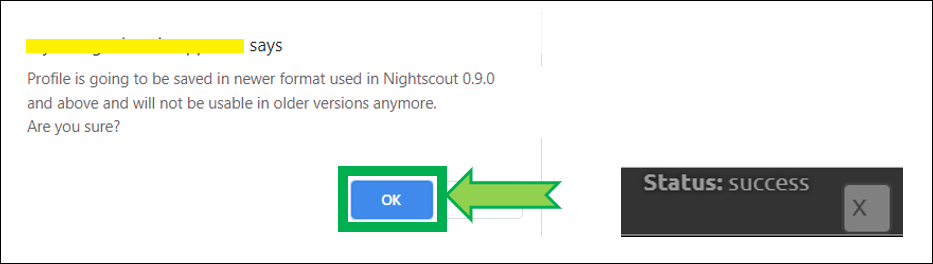 says
Profile is going to be saved in newer format used in Nightscout 0.9.0
and above and will not be usable in older versions anymore.
Are you sure?
OK
Status: success
X